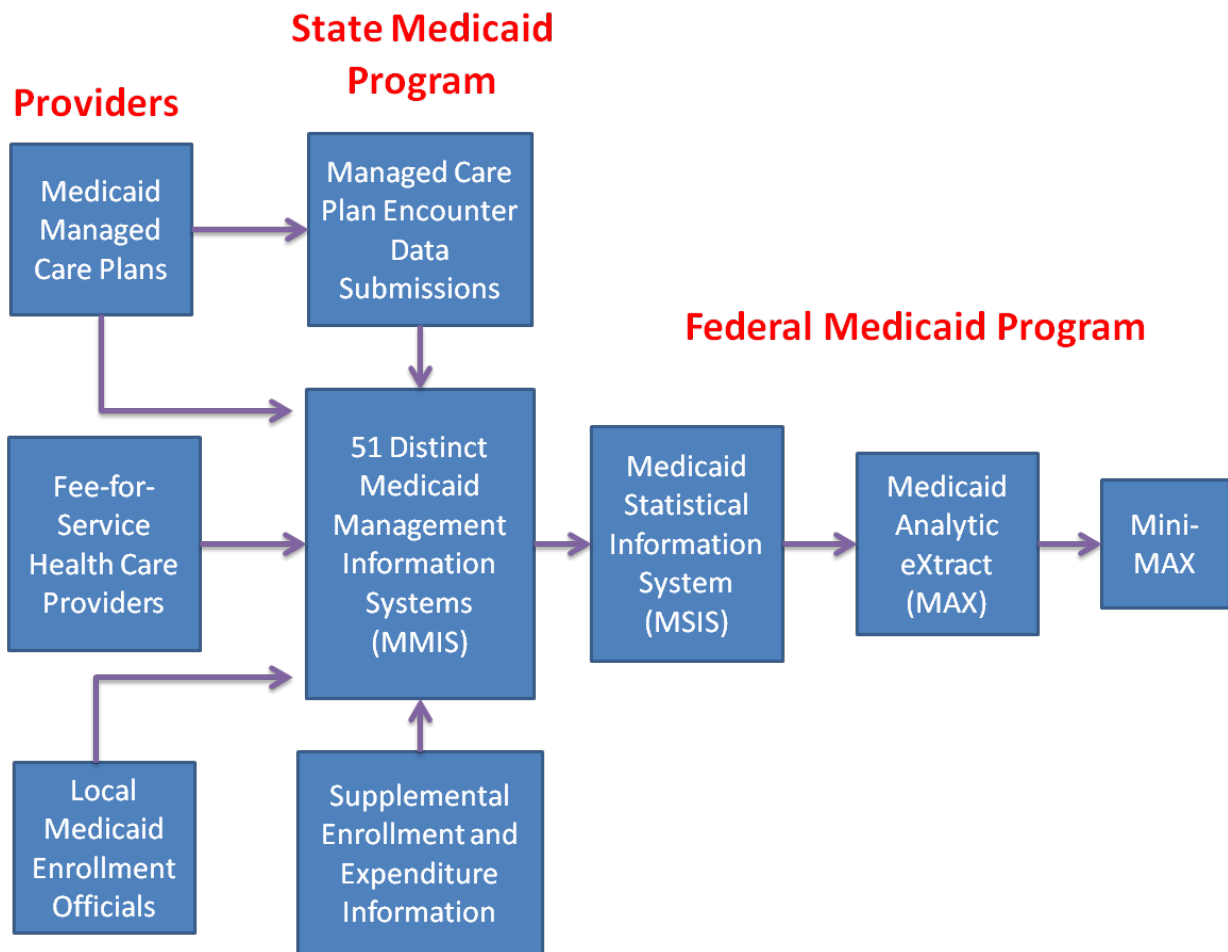 State Medicaid
Program
Providers
Medicaid
Managed
Care Plans
Managed Care
Plan Encounter
Data
Submissions
Federal Medicaid Program
Fee-for-
Service
Health Care
Providers
51 Distinct
Medicaid
Management
Information
Systems
(MMIS)
Medicaid
Statistical
Information
System
(MSIS)
Medicaid
Analytic
eXtract
(MAX)
Mini-
MAX
Local
Medicaid
Enrollment
Officials
Supplemental
Enrollment and
Expenditure
Information